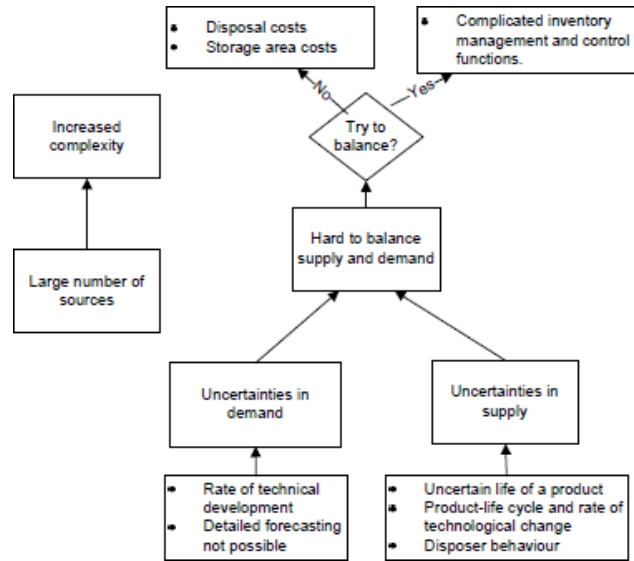 Disposal costs
Storage area costs
Complicated inventory
management and control
functions.
No
Yes
Try to
balance?
Increased
complexity
Hard to balance
supply and demand
Large number of
sources
Uncertainties in
demand
Uncertainties in
supply
Rate of technical
development
Detailed forecasting
not possible
Uncertain life of a product
Product-life cycle and rate
of technological change
Disposer behaviour